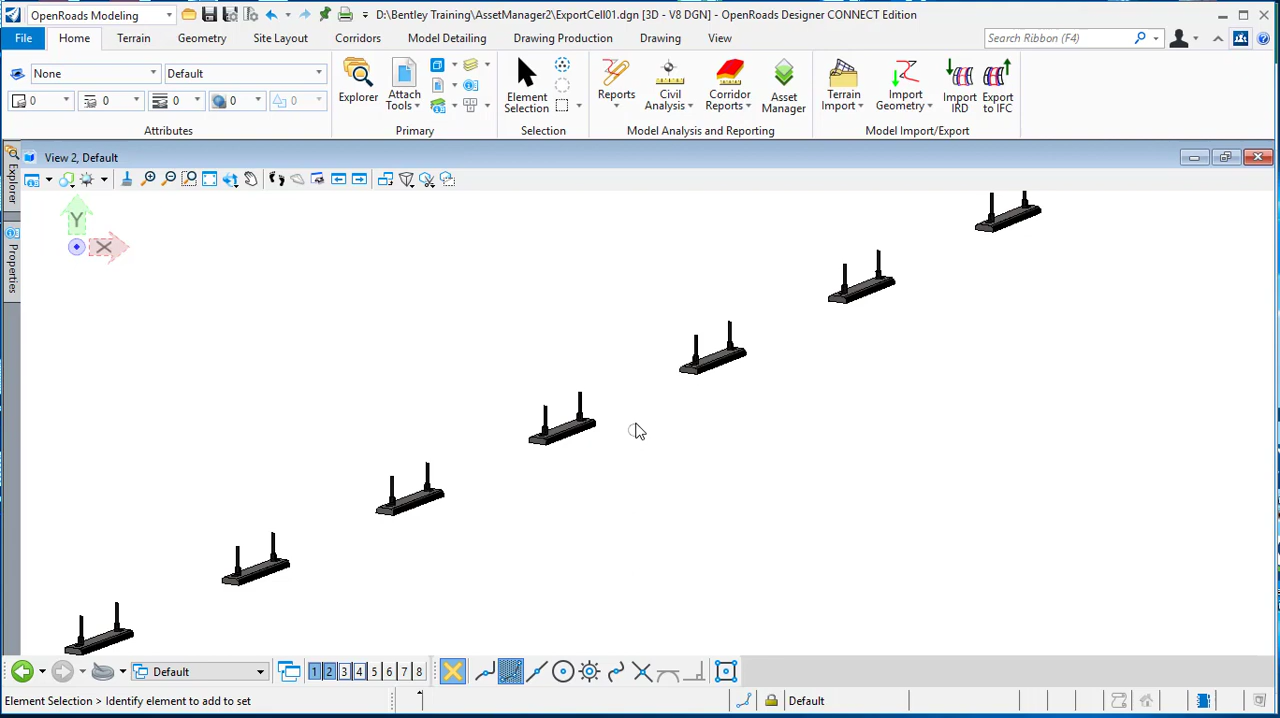 OpenRoads Modeling
D:\Bentley Training\AssetManager2\ExportCell01.dgn [3D - V8 DGN] - OpenRoads Designer CONNECT Edition
File Home Terrain Geometry Site Layout Corridors Model Detailing Drawing Production Drawing View
Search Ribbon (F4)
None Default
0 0 0 0 0
Attributes
Explorer
Attach Tools
Primary
Element Selection
Selection
Reports
Civil Analysis
Corridor Reports
Asset Manager
Model Analysis and Reporting
Terrain Import
Import Geometry
Import IRD
Export to IFC
Model Import/Export
View 2, Default
Explorer
Properties
Y
X
Default
1 2 3 4 5 6 7 8
Element Selection > Identify element to add to set
Default